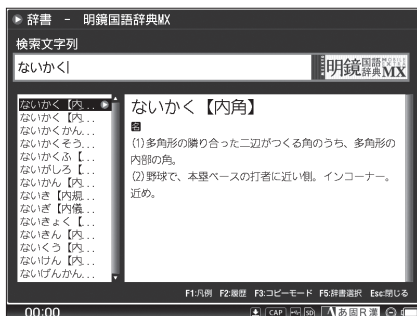 辞書 － 明鏡国語辞典MX
検索文字列
ないかく
明鏡国語辞典MX
ないかく【内...
ないかく【内...
ないかくかん...
ないかくそう...
ないかくふ【...
ないがしろ【...
ないかん【内...
ないき【内規...
ないぎ【内儀...
ないきょく【...
ないきん【内...
ないくう【内...
ないけん【内...
ないげんかん...
ないかく【内角】
名
(1)多角形の隣り合った二辺がつくる角のうち、多角形の
内部の角。
(2)野球で、本塁ベースの打者に近い側。インコーナー。
近め。
F1:凡例 F2:履歴 F3:コピーモード F5:辞書選択 Esc:閉じる
00:00
CAP SD あ固R漢